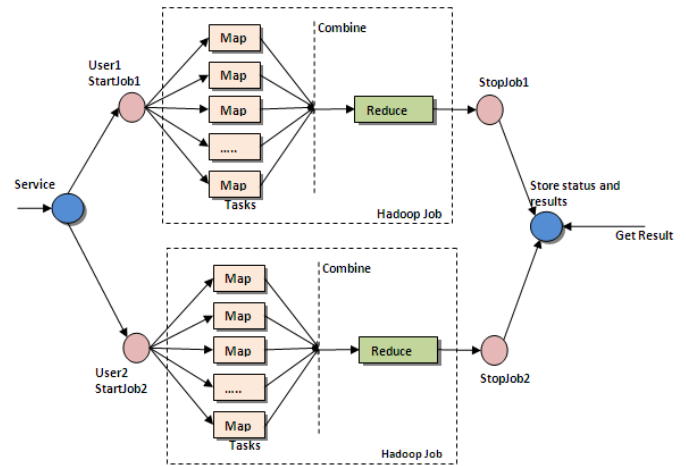 Map
Combine
User1
StartJob1
Map
StopJob1
Map
Reduce
.....
Service
Map
Store status and
results
Tasks
Hadoop Job
Get Result
Combine
Map
Map
Map
Reduce
User2
StartJob2
.....
StopJob2
Map
Tasks
Hadoop Job